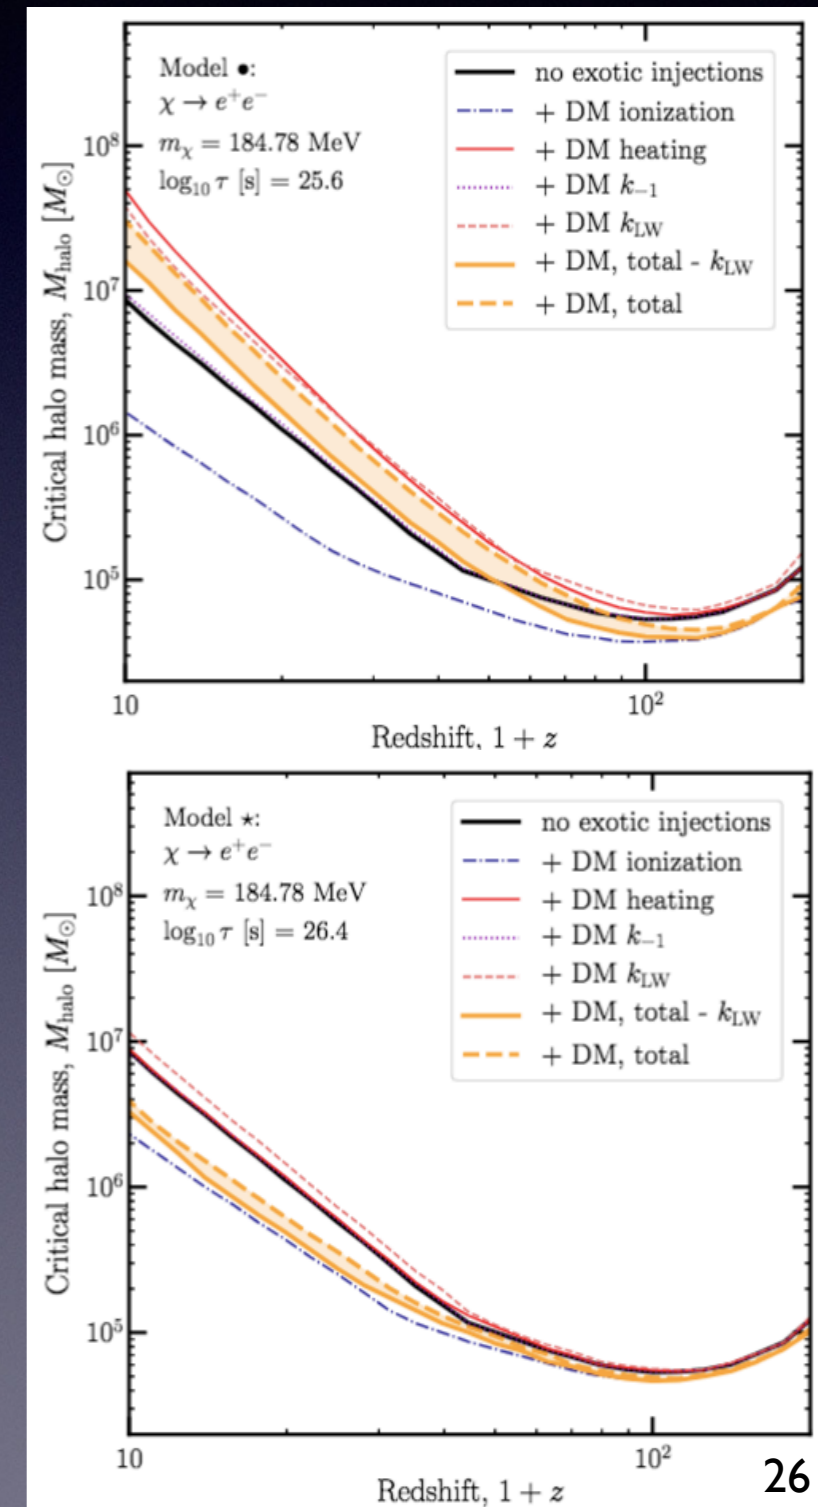 Model ●:
χ → e⁺e⁻
m_χ = 184.78 MeV
log₁₀ τ [s] = 25.6
no exotic injections
+ DM ionization
+ DM heating
+ DM k₋₁
+ DM k_LW
+ DM, total - k_LW
+ DM, total
Critical halo mass, M_halo [M_⊙]
10⁸
10⁷
10⁶
10⁵
10
10²
Redshift, 1 + z
Model ⋆:
χ → e⁺e⁻
m_χ = 184.78 MeV
log₁₀ τ [s] = 26.4
no exotic injections
+ DM ionization
+ DM heating
+ DM k₋₁
+ DM k_LW
+ DM, total - k_LW
+ DM, total
Critical halo mass, M_halo [M_⊙]
10⁸
10⁷
10⁶
10⁵
10
10²
Redshift, 1 + z
26